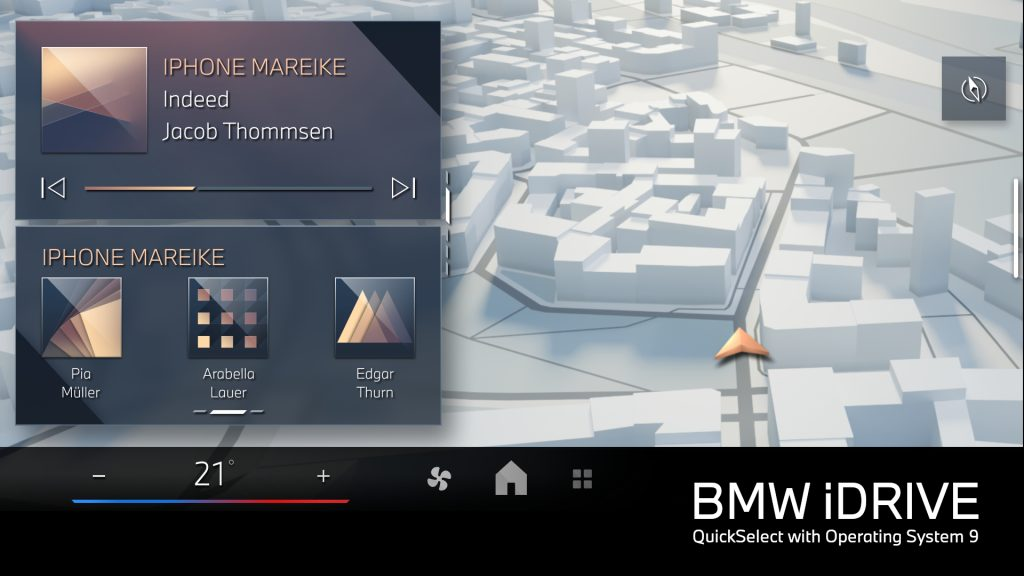 IPHONE MAREIKE
Indeed
Jacob Thommsen
IPHONE MAREIKE
Pia
Müller
Arabella
Lauer
Edgar
Thurn
− 21° +
BMW iDRIVE
QuickSelect with Operating System 9